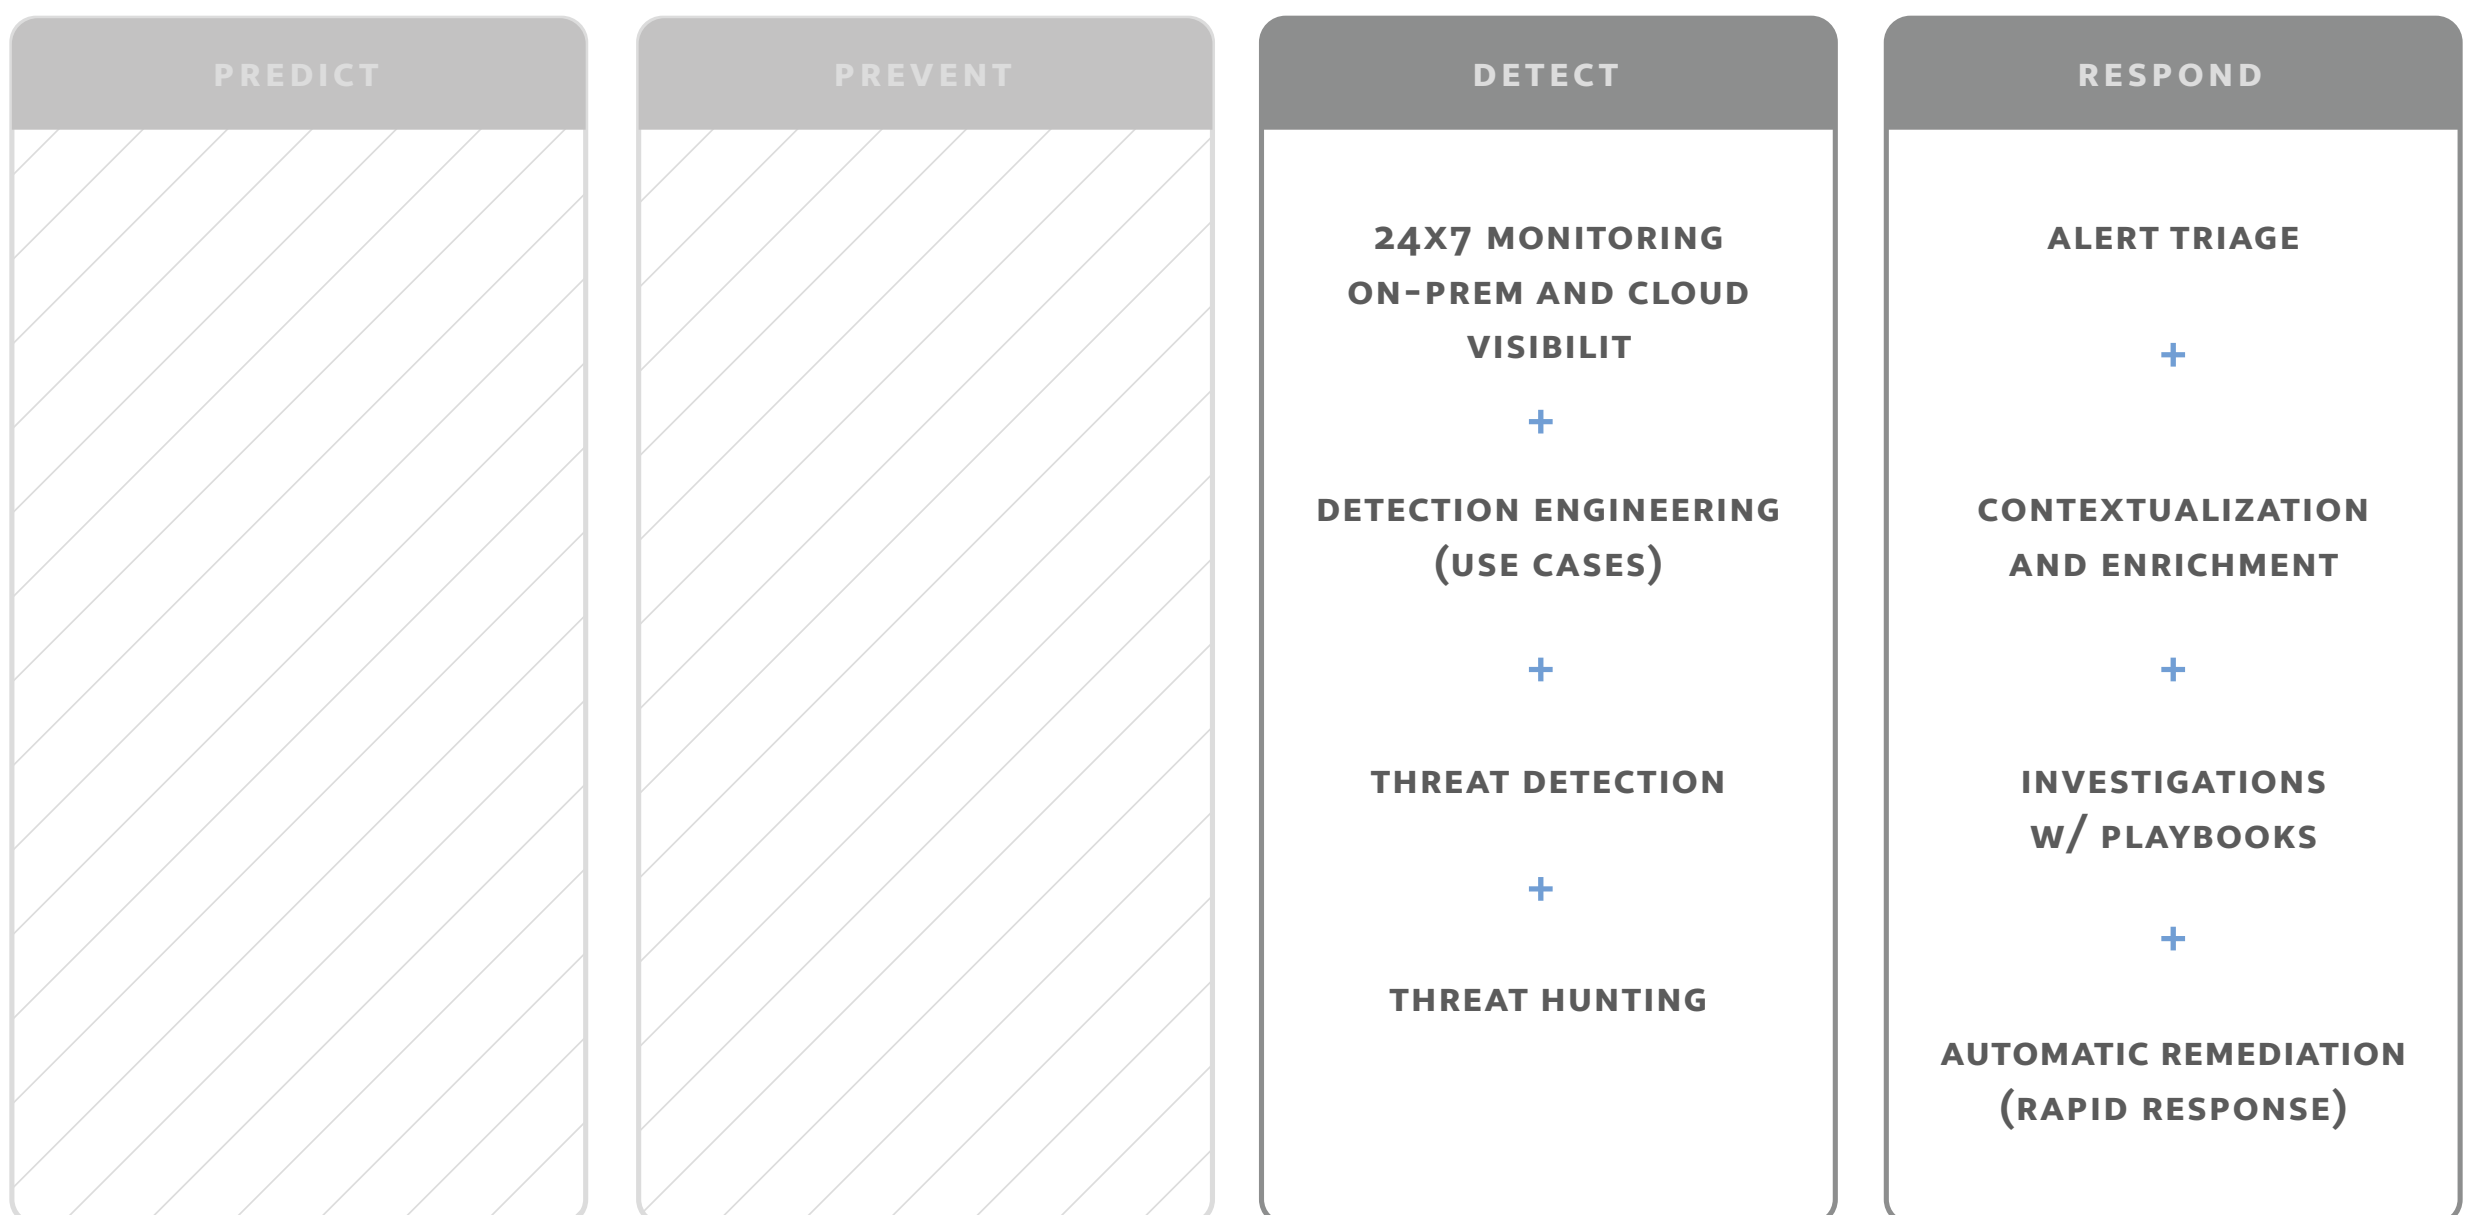 PREDICT
PREVENT
DETECT
24X7 MONITORING
ON-PREM AND CLOUD
VISIBILIT
+
DETECTION ENGINEERING
(USE CASES)
+
THREAT DETECTION
+
THREAT HUNTING
RESPOND
ALERT TRIAGE
+
CONTEXTUALIZATION
AND ENRICHMENT
+
INVESTIGATIONS
W/ PLAYBOOKS
+
AUTOMATIC REMEDIATION
(RAPID RESPONSE)